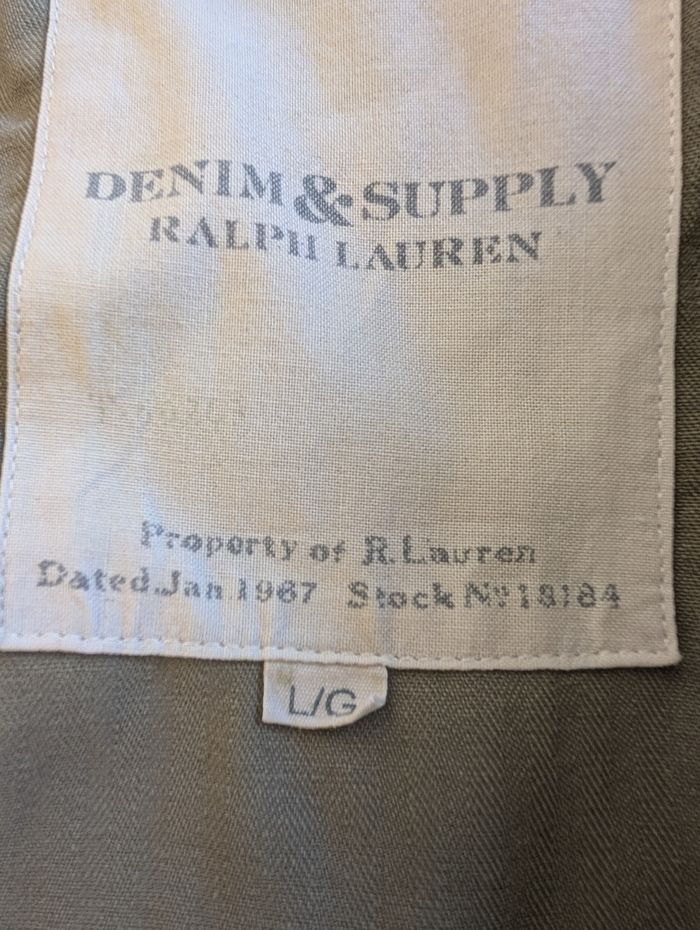 DENIM & SUPPLY
RALPH LAUREN
Property of R. Lauren
Dated Jan 1967 Stock Nº 18184
L/G